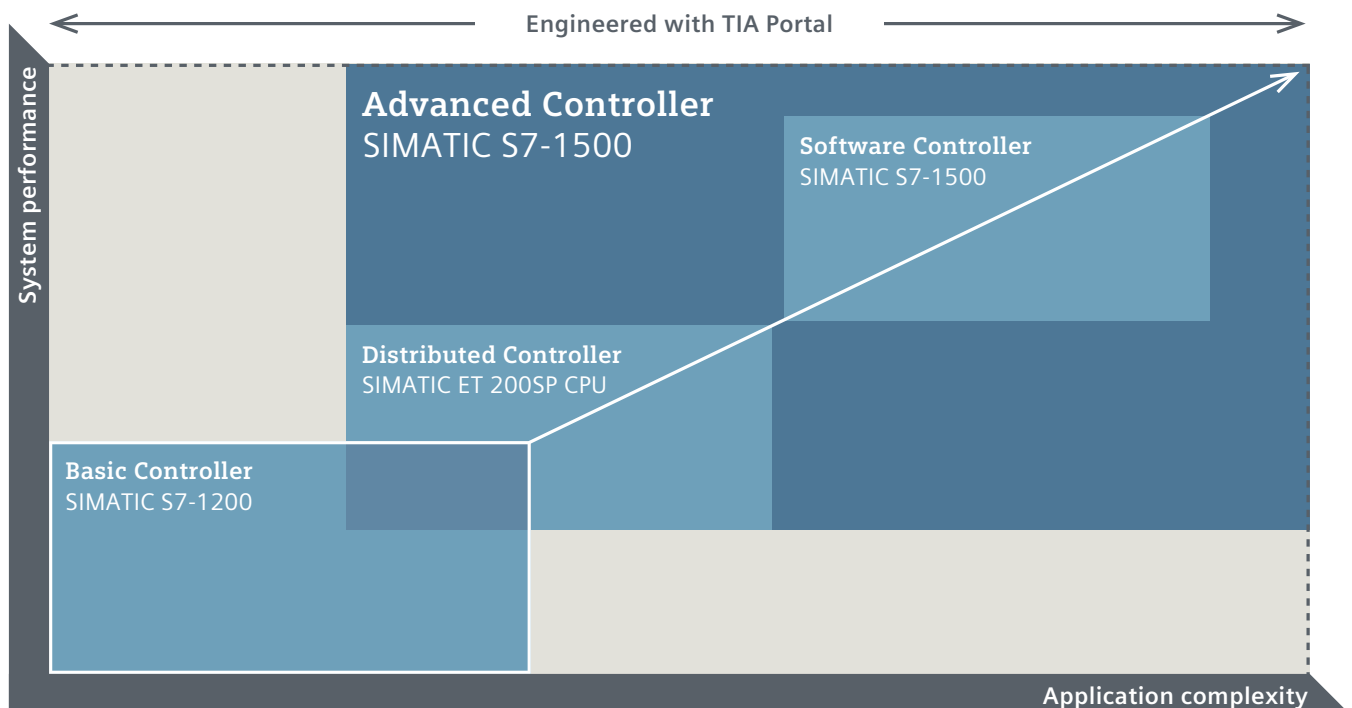 Engineered with TIA Portal
System performance
Advanced Controller
SIMATIC S7-1500
Software Controller
SIMATIC S7-1500
Distributed Controller
SIMATIC ET 200SP CPU
Basic Controller
SIMATIC S7-1200
Application complexity